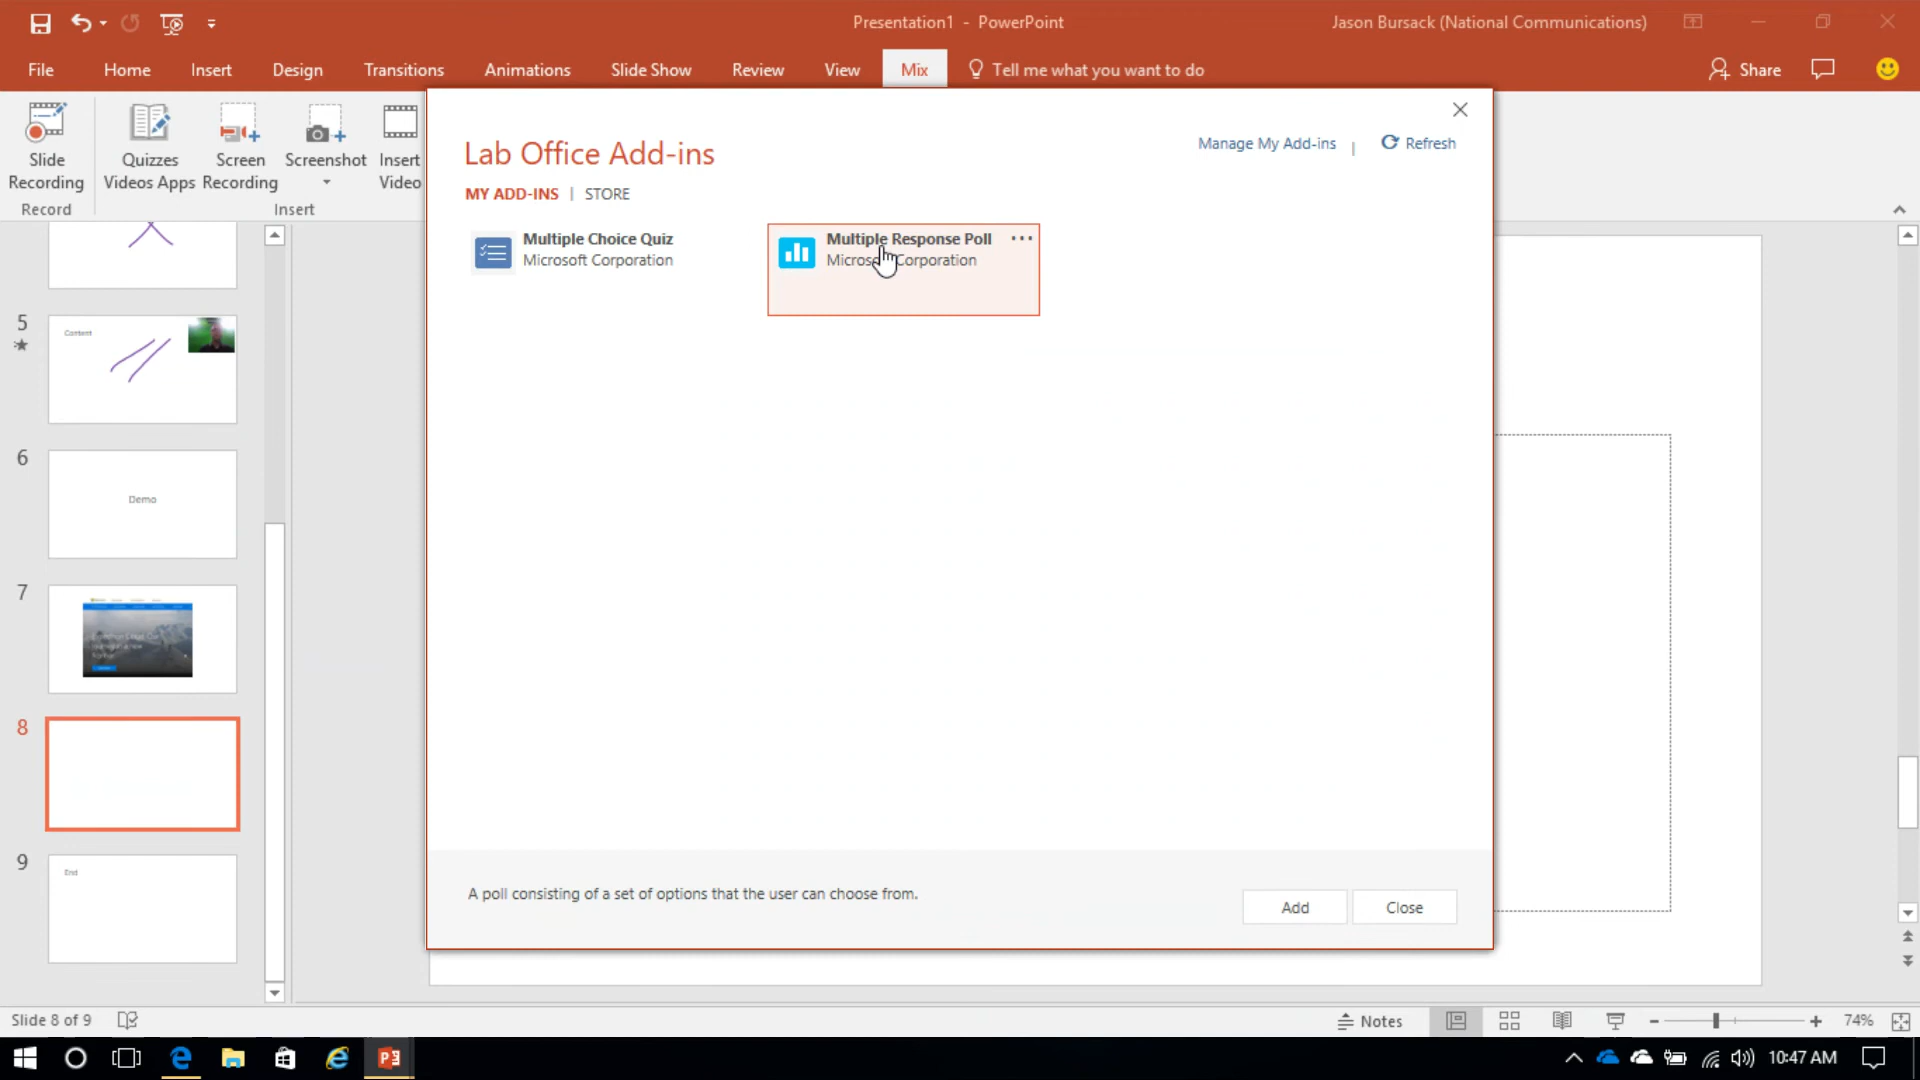 Presentation1 - PowerPoint
Jason Bursack (National Communications)
File
Home
Insert
Design
Transitions
Animations
Slide Show
Review
View
Mix
Tell me what you want to do
Share
Slide Recording
Quizzes Videos Apps
Screen Recording
Screenshot
Insert Video
Record
Insert
Lab Office Add-ins
Manage My Add-ins |
Refresh
MY ADD-INS | STORE
Multiple Choice Quiz
Microsoft Corporation
Multiple Response Poll
Microsoft Corporation
5
Content
6
Demo
7
8
9
End
A poll consisting of a set of options that the user can choose from.
Add
Close
Slide 8 of 9
Notes
74%
10:47 AM